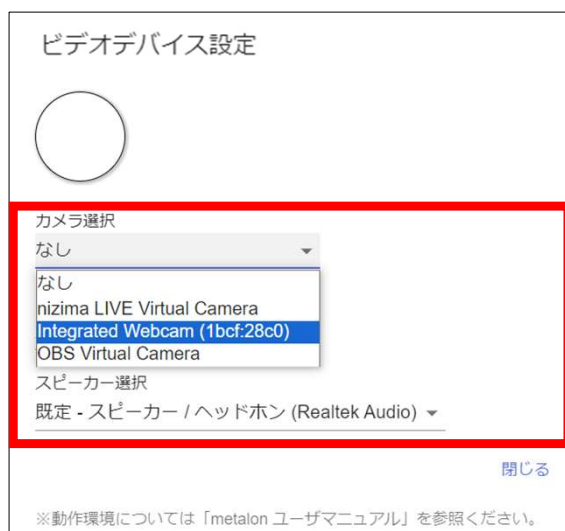 ビデオデバイス設定
カメラ選択
なし
なし
nizima LIVE Virtual Camera
Integrated Webcam (1bcf:28c0)
OBS Virtual Camera
スピーカー選択
既定 - スピーカー / ヘッドホン (Realtek Audio)
閉じる
※動作環境については「metalon ユーザマニュアル」を参照ください。